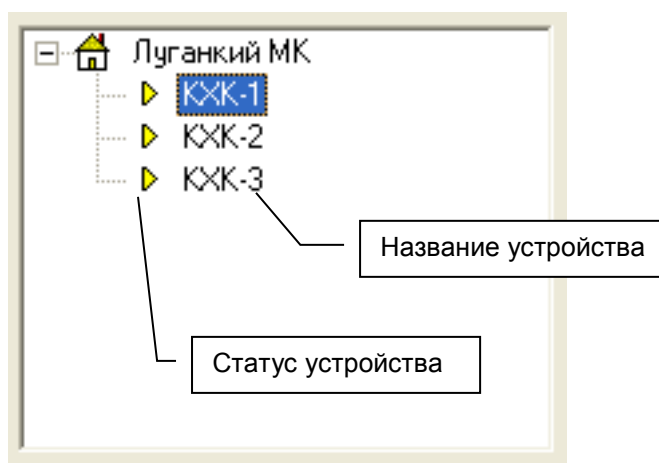 Луганкий МК
КХК-1
КХК-2
КХК-3
Название устройства
Статус устройства